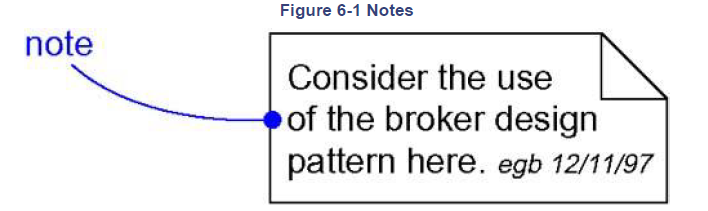 Figure 6-1 Notes
note
Consider the use
of the broker design
pattern here. egb 12/11/97